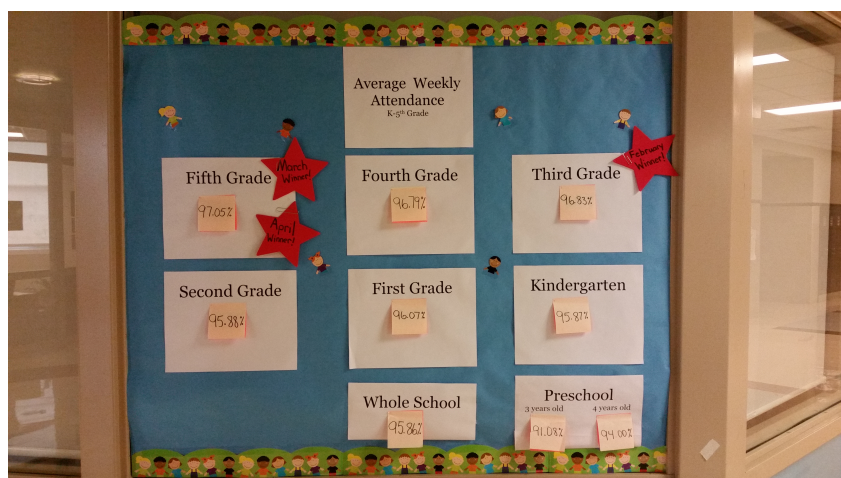 Average Weekly
Attendance
K-5th Grade
Fifth Grade
97.05%
March
Winner!
April
Winner!
Fourth Grade
96.79%
Third Grade
96.83%
February
Winner!
Second Grade
95.88%
First Grade
96.07%
Kindergarten
95.87%
Whole School
95.86%
Preschool
3 years old 4 years old
91.08% 94.00%